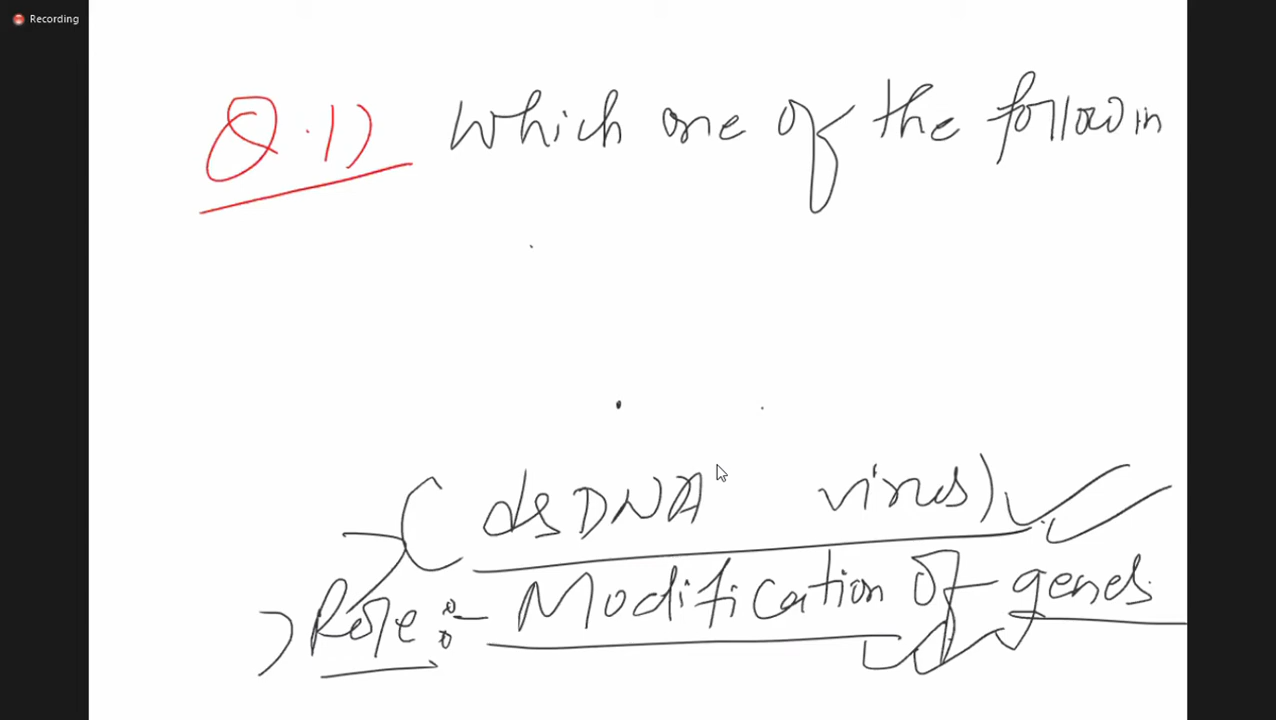 Recording
Q.1) Which one of the followin
(dsDNA virus)
Role:- Modification of genes